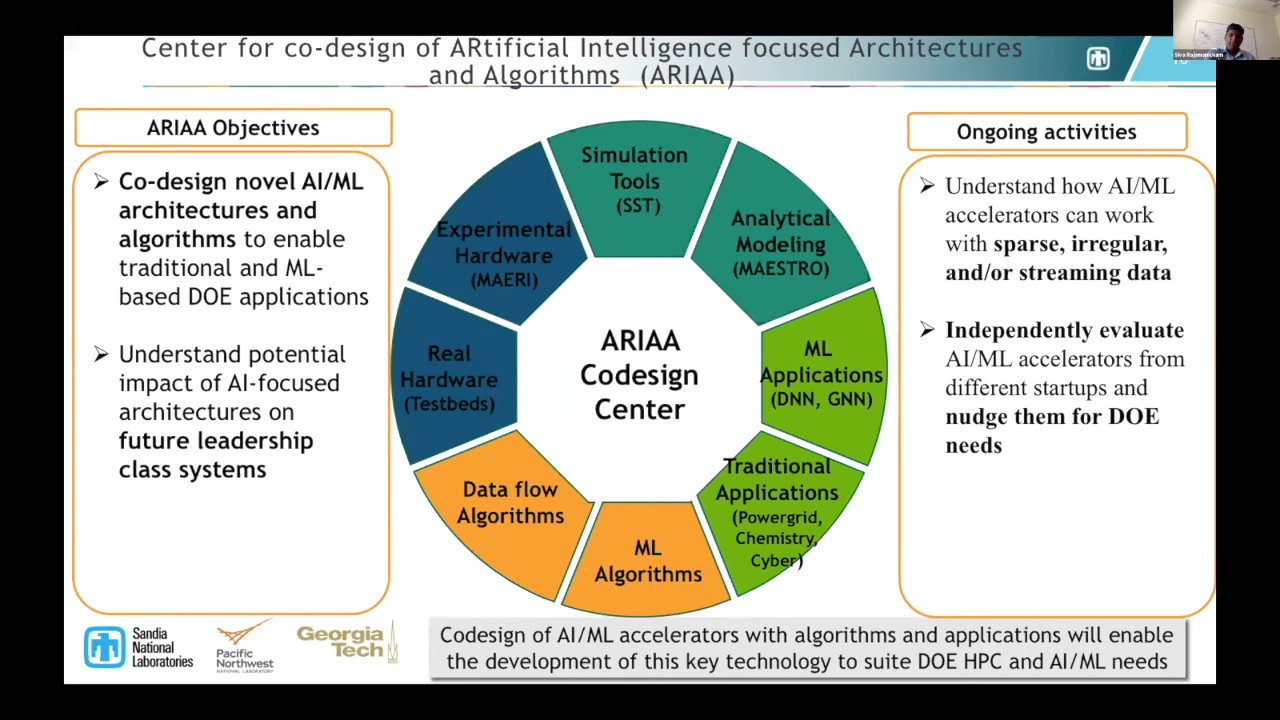 Center for co-design of ARtificial Intelligence focused Architectures
and Algorithms (ARIAA)
Siva Rajamanickam
ARIAA Objectives
➢ Co-design novel AI/ML
architectures and
algorithms to enable
traditional and ML-
based DOE applications
➢ Understand potential
impact of AI-focused
architectures on
future leadership
class systems
Simulation
Tools
(SST)
Analytical
Modeling
(MAESTRO)
ML
Applications
(DNN, GNN)
Traditional
Applications
(Powergrid,
Chemistry,
Cyber)
ML
Algorithms
Data flow
Algorithms
Real
Hardware
(Testbeds)
Experimental
Hardware
(MAERI)
ARIAA
Codesign
Center
Ongoing activities
➢ Understand how AI/ML
accelerators can work
with sparse, irregular,
and/or streaming data
➢ Independently evaluate
AI/ML accelerators from
different startups and
nudge them for DOE
needs
Sandia
National
Laboratories
Pacific
Northwest
NATIONAL LABORATORY
Georgia
Tech
Codesign of AI/ML accelerators with algorithms and applications will enable
the development of this key technology to suite DOE HPC and AI/ML needs